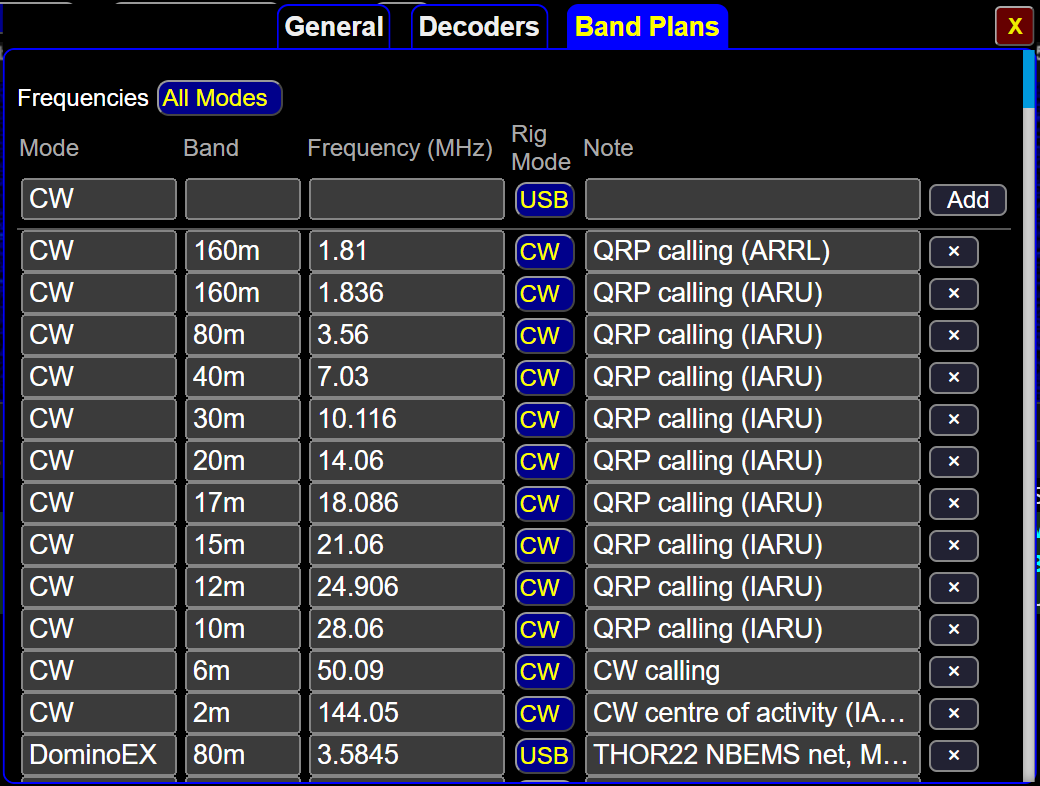 General Decoders Band Plans X
Frequencies All Modes
Mode Band Frequency (MHz) Rig Mode Note
CW USB Add
CW 160m 1.81 CW QRP calling (ARRL) ×
CW 160m 1.836 CW QRP calling (IARU) ×
CW 80m 3.56 CW QRP calling (IARU) ×
CW 40m 7.03 CW QRP calling (IARU) ×
CW 30m 10.116 CW QRP calling (IARU) ×
CW 20m 14.06 CW QRP calling (IARU) ×
CW 17m 18.086 CW QRP calling (IARU) ×
CW 15m 21.06 CW QRP calling (IARU) ×
CW 12m 24.906 CW QRP calling (IARU) ×
CW 10m 28.06 CW QRP calling (IARU) ×
CW 6m 50.09 CW CW calling ×
CW 2m 144.05 CW CW centre of activity (IA… ×
DominoEX 80m 3.5845 USB THOR22 NBEMS net, M… ×